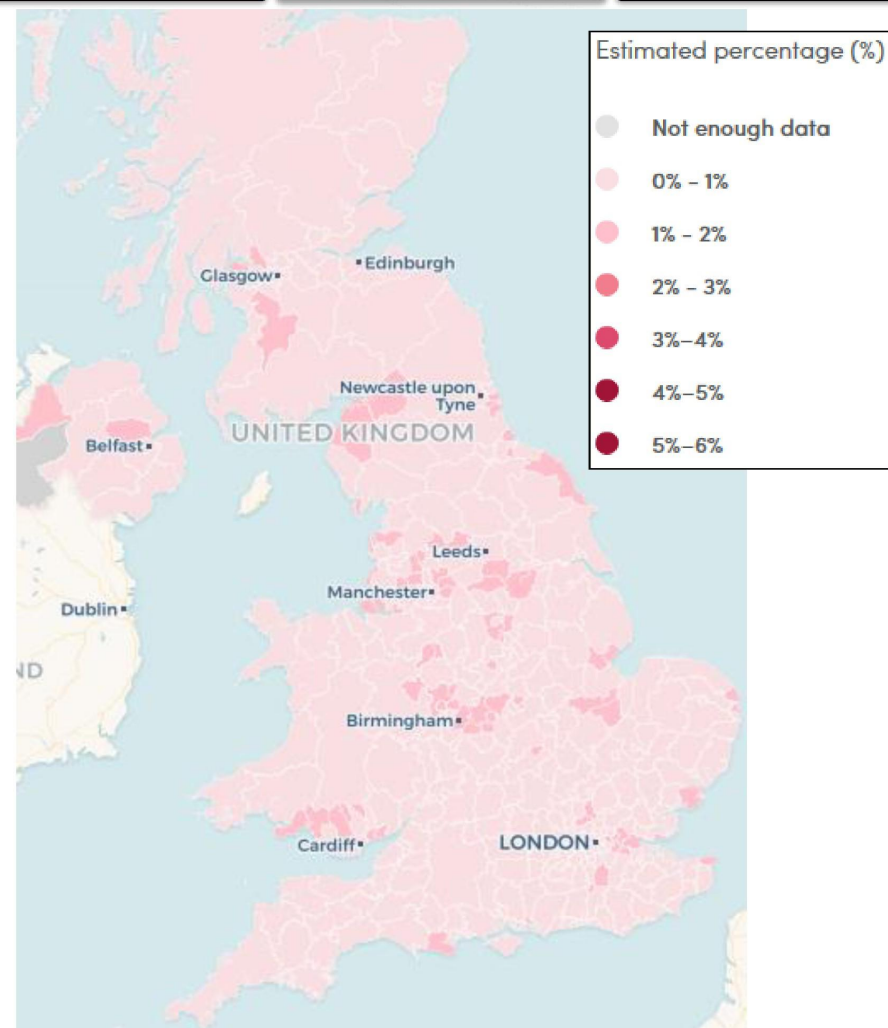 Estimated percentage (%)
Not enough data
0% – 1%
1% – 2%
2% – 3%
3%–4%
4%–5%
5%–6%
Glasgow
Edinburgh
Newcastle upon
Tyne
UNITED KINGDOM
Belfast
Leeds
Manchester
Dublin
ND
Birmingham
Cardiff
LONDON